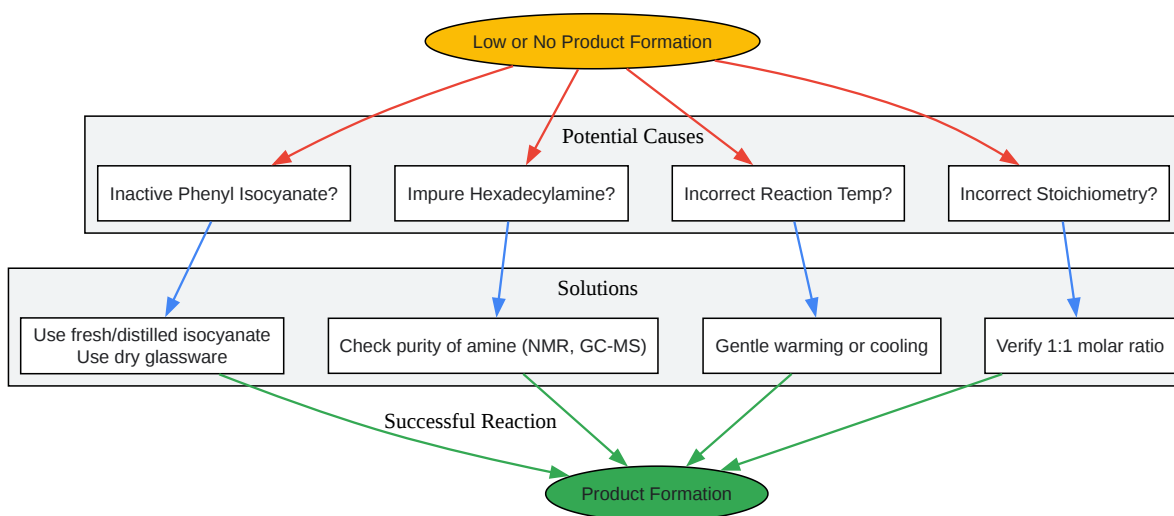 Low or No Product Formation
Potential Causes
Inactive Phenyl Isocyanate?
Impure Hexadecylamine?
Incorrect Reaction Temp?
Incorrect Stoichiometry?
Solutions
Use fresh/distilled isocyanate
Use dry glassware
Check purity of amine (NMR, GC-MS)
Gentle warming or cooling
Verify 1:1 molar ratio
Successful Reaction
Product Formation